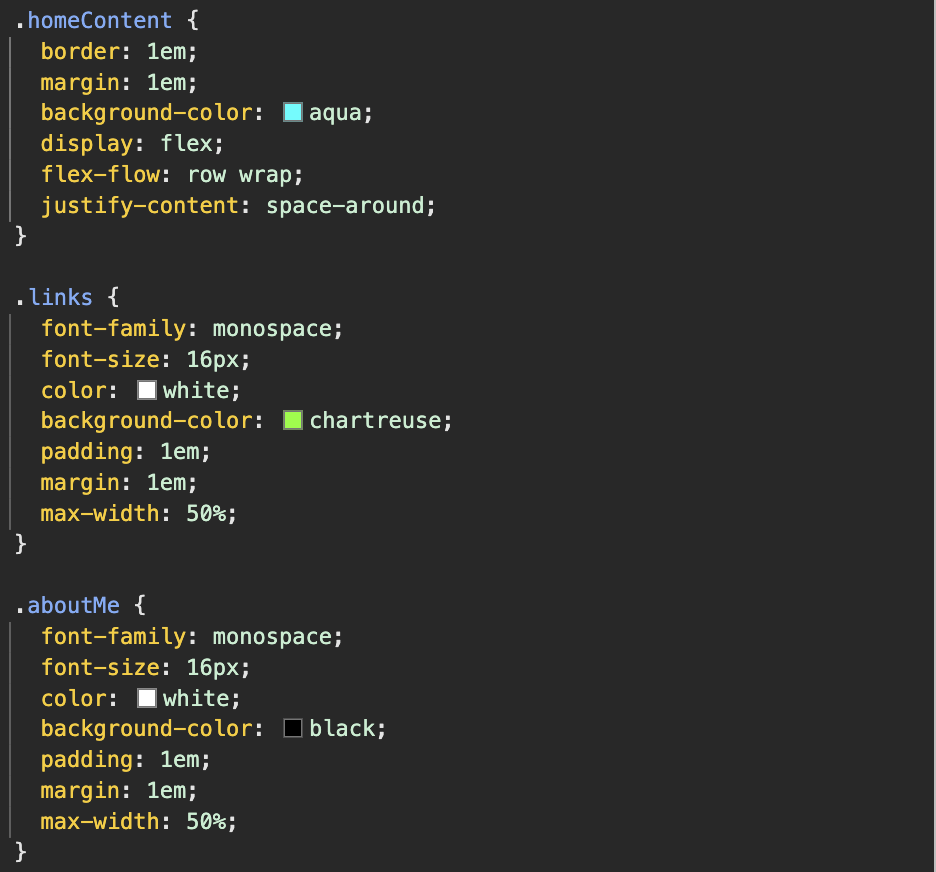 .homeContent {
  border: 1em;
  margin: 1em;
  background-color: aqua;
  display: flex;
  flex-flow: row wrap;
  justify-content: space-around;
}

.links {
  font-family: monospace;
  font-size: 16px;
  color: white;
  background-color: chartreuse;
  padding: 1em;
  margin: 1em;
  max-width: 50%;
}

.aboutMe {
  font-family: monospace;
  font-size: 16px;
  color: white;
  background-color: black;
  padding: 1em;
  margin: 1em;
  max-width: 50%;
}